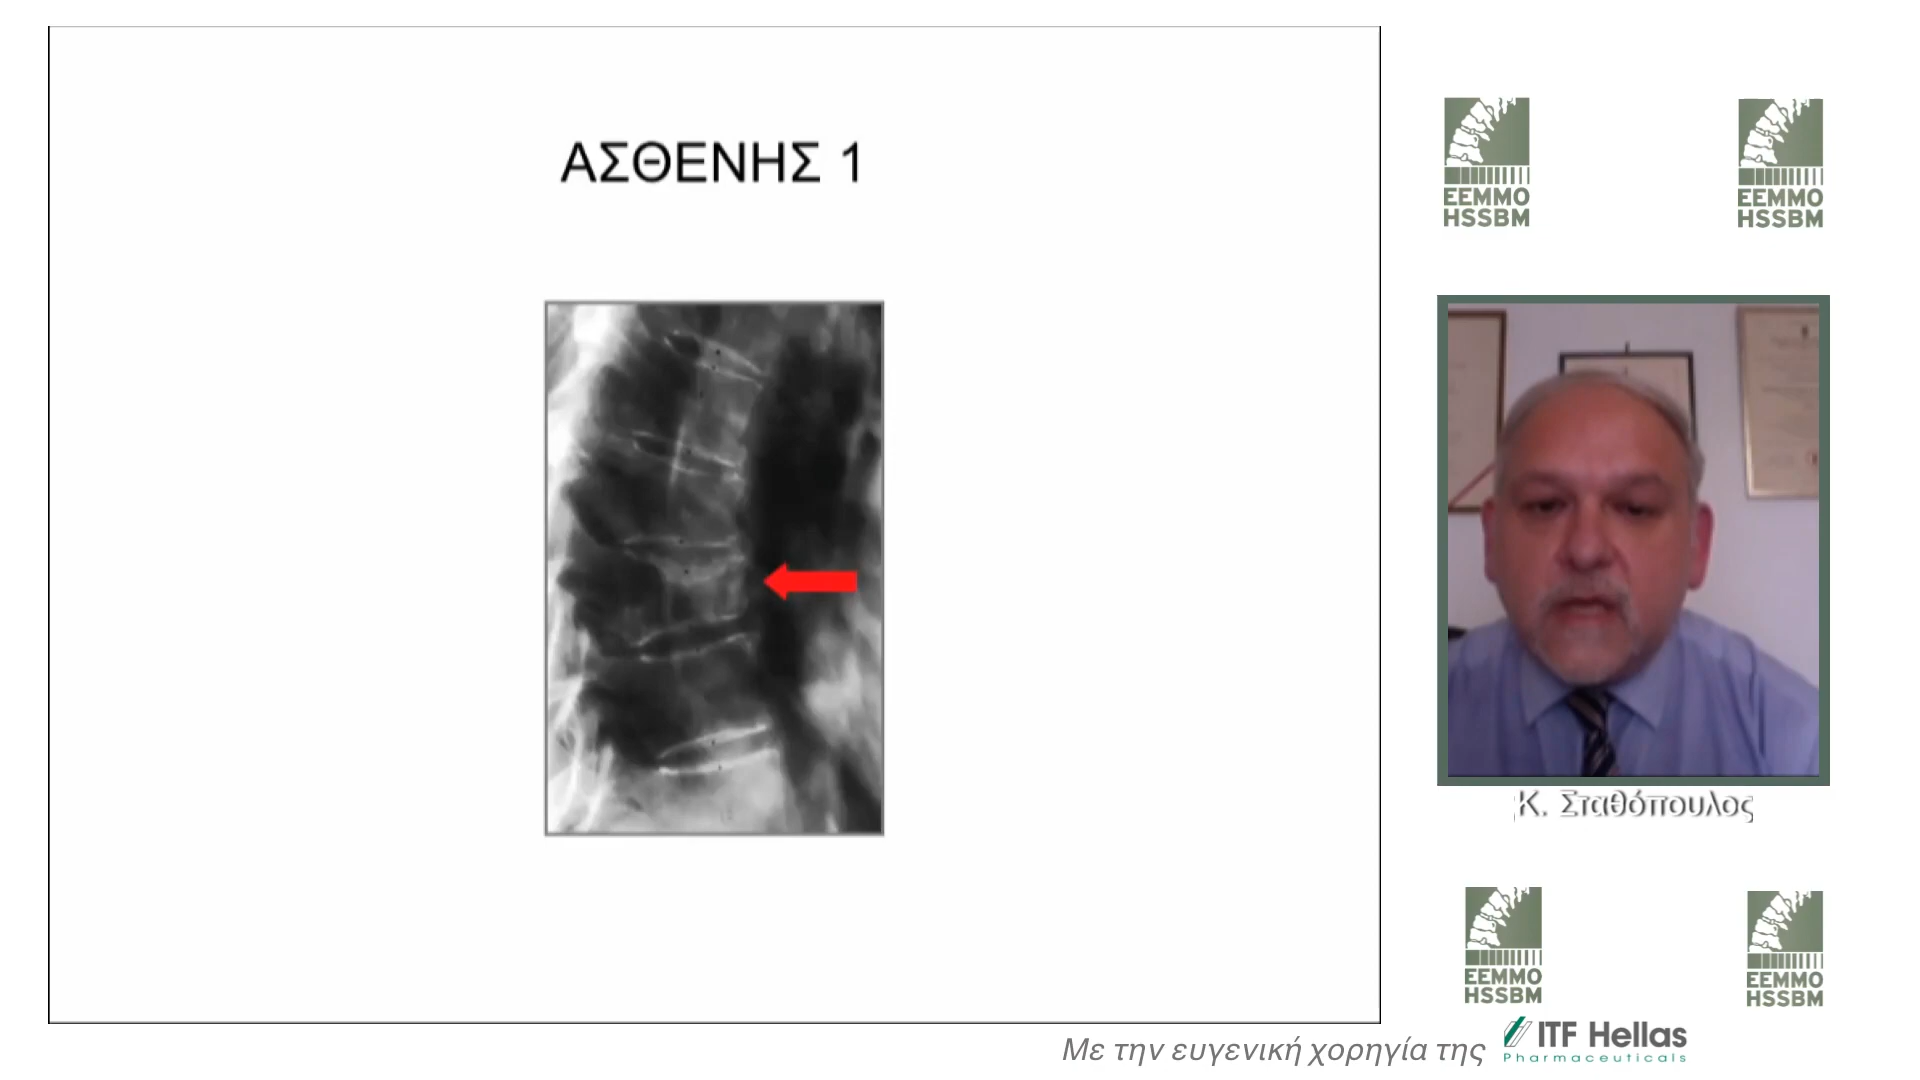 ΑΣΘΕΝΗΣ 1
ΕΕΜΜΟ
HSSBM
ΕΕΜΜΟ
HSSBM
Κ. Σταθόπουλος
ΕΕΜΜΟ
HSSBM
ΕΕΜΜΟ
HSSBM
Με την ευγενική χορηγία της
ITF Hellas
Pharmaceuticals